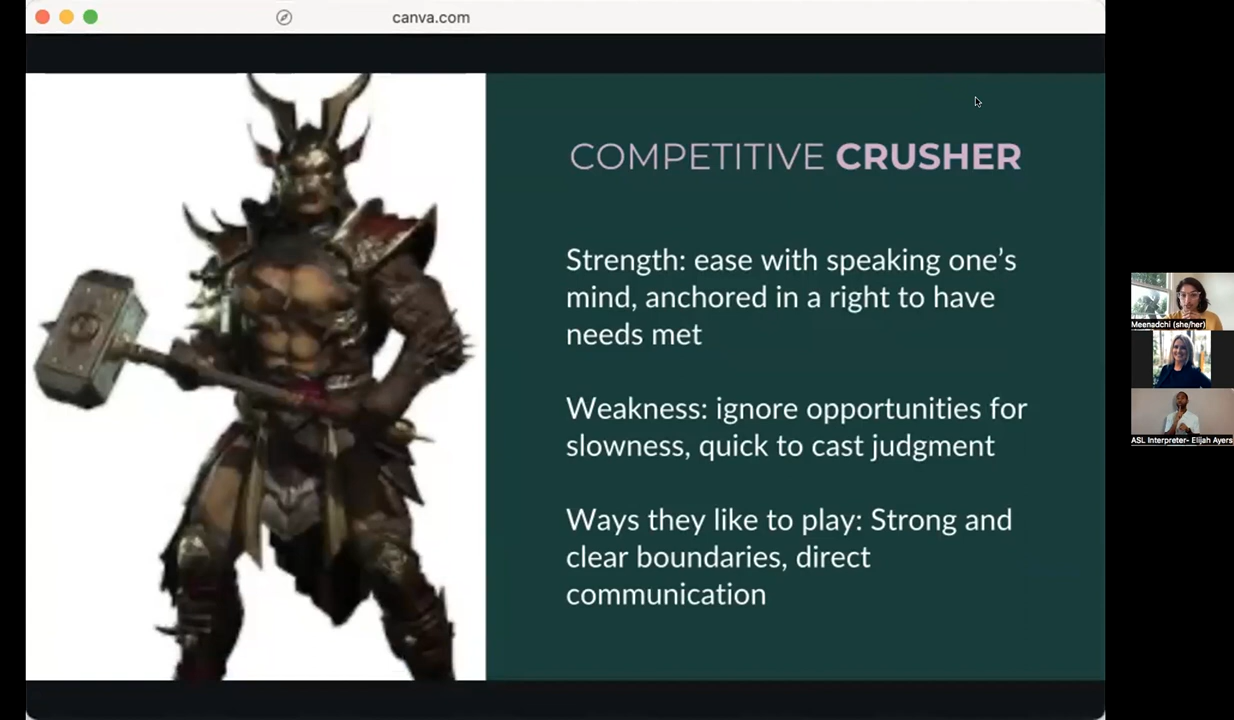 canva.com
COMPETITIVE CRUSHER
Strength: ease with speaking one's
mind, anchored in a right to have
needs met
Weakness: ignore opportunities for
slowness, quick to cast judgment
Ways they like to play: Strong and
clear boundaries, direct
communication
Meenadchi (she/her)
ASL Interpreter- Elijah Ayers